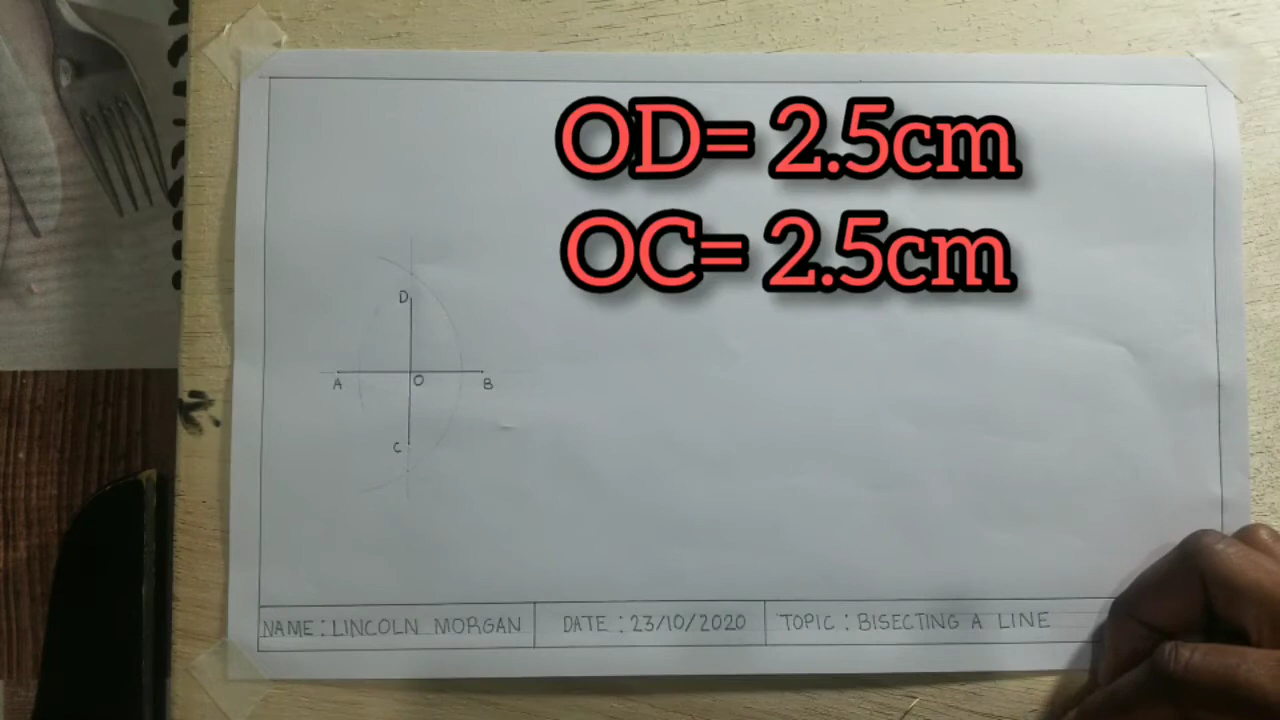 OD= 2.5cm
OC= 2.5cm
D
A O B
C
NAME : LINCOLN MORGAN DATE : 23/10/2020 TOPIC : BISECTING A LINE